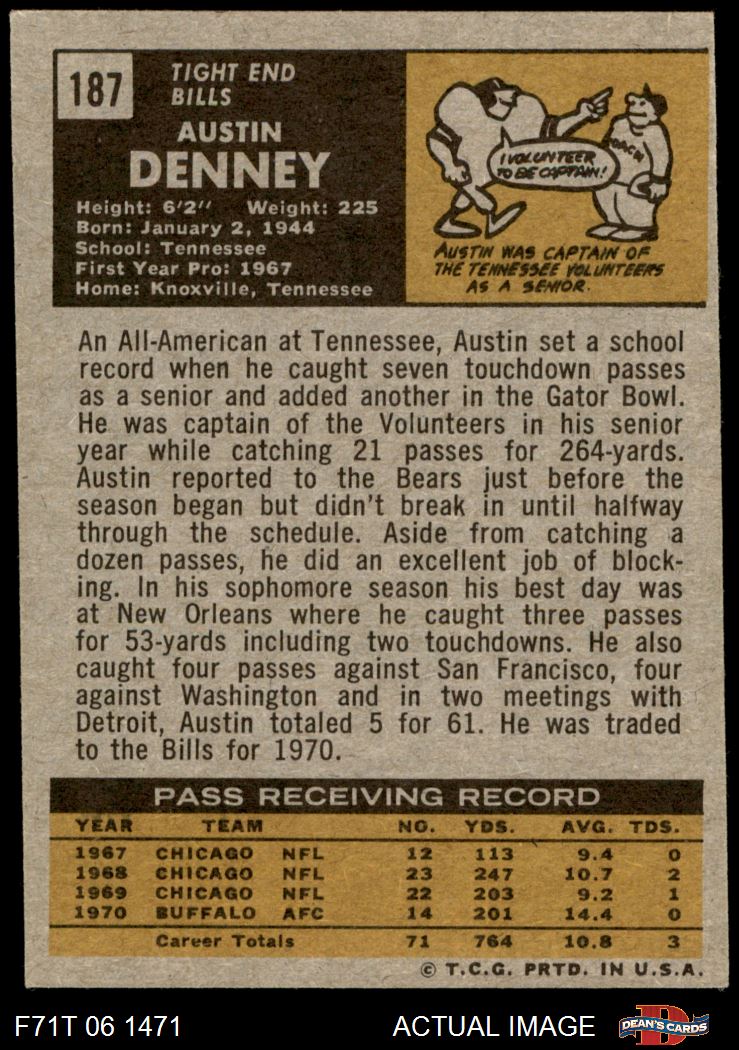 187
TIGHT END
BILLS
AUSTIN
DENNEY
Height: 6'2" Weight: 225
Born: January 2, 1944
School: Tennessee
First Year Pro: 1967
Home: Knoxville, Tennessee
I VOLUNTEER
TO BE CAPTAIN!
COACH
AUSTIN WAS CAPTAIN OF
THE TENNESSEE VOLUNTEERS
AS A SENIOR.
An All-American at Tennessee, Austin set a school
record when he caught seven touchdown passes
as a senior and added another in the Gator Bowl.
He was captain of the Volunteers in his senior
year while catching 21 passes for 264-yards.
Austin reported to the Bears just before the
season began but didn't break in until halfway
through the schedule. Aside from catching a
dozen passes, he did an excellent job of block-
ing. In his sophomore season his best day was
at New Orleans where he caught three passes
for 53-yards including two touchdowns. He also
caught four passes against San Francisco, four
against Washington and in two meetings with
Detroit, Austin totaled 5 for 61. He was traded
to the Bills for 1970.
PASS RECEIVING RECORD
YEAR TEAM NO. YDS. AVG. TDS.
1967 CHICAGO NFL 12 113 9.4 0
1968 CHICAGO NFL 23 247 10.7 2
1969 CHICAGO NFL 22 203 9.2 1
1970 BUFFALO AFC 14 201 14.4 0
Career Totals 71 764 10.8 3
© T.C.G. PRTD. IN U.S.A.
F71T 06 1471 ACTUAL IMAGE
D
DEAN'S CARDS